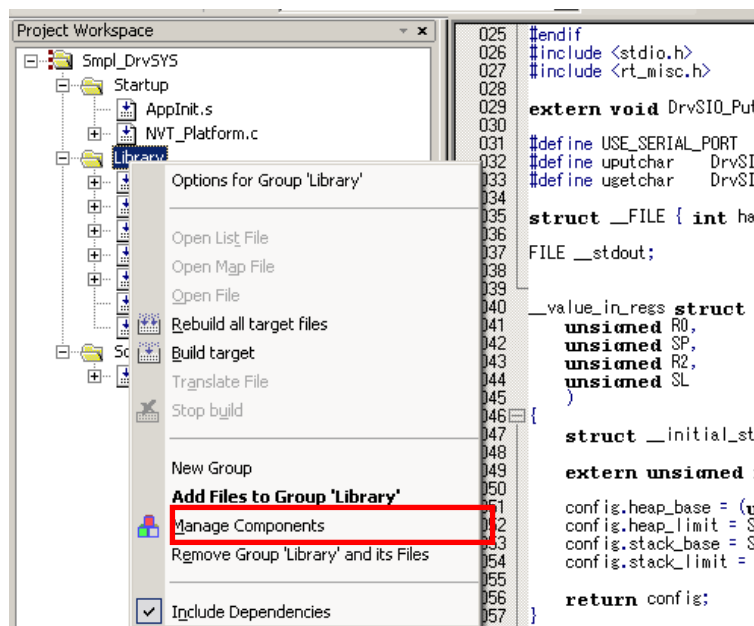 Project Workspace
Smpl_DrvSYS
Startup
AppInit.s
NVT_Platform.c
Library
Options for Group 'Library'
Open List File
Open Map File
Open File
Rebuild all target files
Build target
Translate File
Stop build
New Group
Add Files to Group 'Library'
Manage Components
Remove Group 'Library' and its Files
Include Dependencies
025 #endif
026 #include <stdio.h>
027 #include <rt_misc.h>
028
029 extern void DrvSIO_Put
030
031 #define USE_SERIAL_PORT
032 #define uputchar DrvSI
033 #define ugetchar DrvSI
034
035 struct __FILE { int ha
036
037 FILE __stdout;
038
039
040 __value_in_regs struct
041 unsigned R0,
042 unsigned SP,
043 unsigned R2,
044 unsigned SL
045 )
046 {
047 struct __initial_st
048
049 extern unsigned
050
051 config.heap_base = (u
052 config.heap_limit = S
053 config.stack_base = S
054 config.stack_limit =
055
056 return config;
057 }